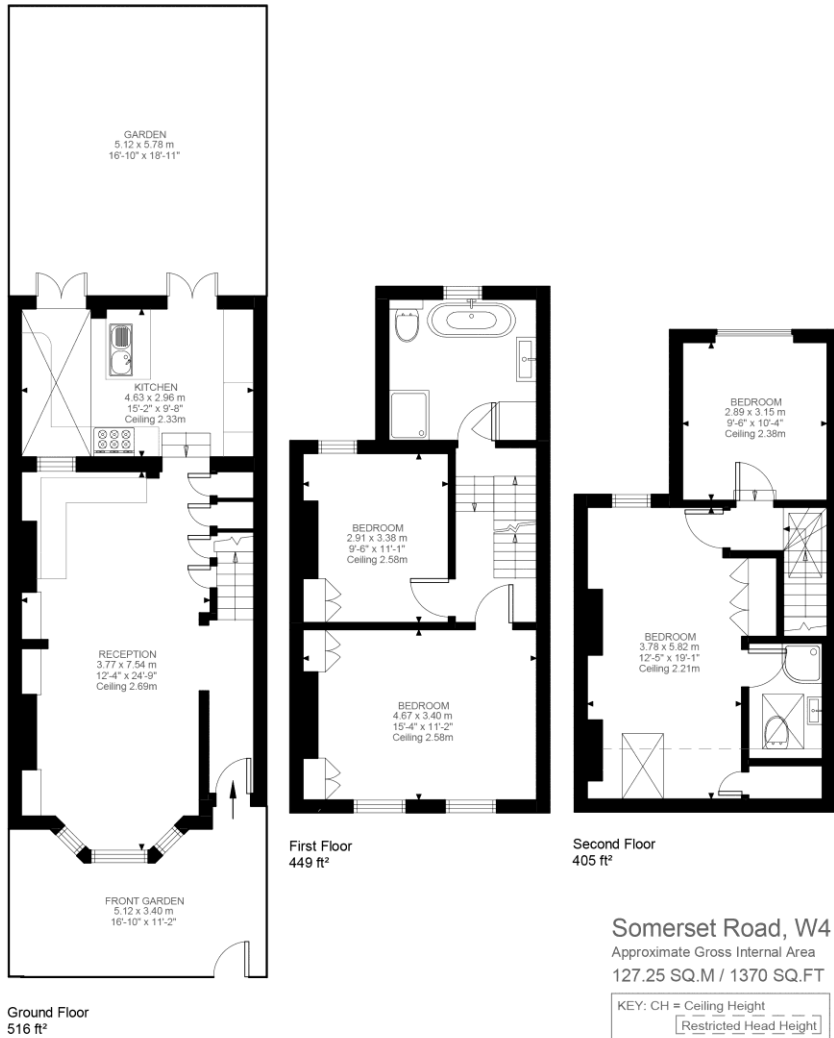 GARDEN
5.12 x 5.78 m
16'-10" x 18'-11"
KITCHEN
4.63 x 2.96 m
15'-2" x 9'-8"
Ceiling 2.33m
RECEPTION
3.77 x 7.54 m
12'-4" x 24'-9"
Ceiling 2.69m
FRONT GARDEN
5.12 x 3.40 m
16'-10" x 11'-2"
Ground Floor
516 ft²
BEDROOM
2.91 x 3.38 m
9'-6" x 11'-1"
Ceiling 2.58m
BEDROOM
4.67 x 3.40 m
15'-4" x 11'-2"
Ceiling 2.58m
First Floor
449 ft²
BEDROOM
2.89 x 3.15 m
9'-6" x 10'-4"
Ceiling 2.38m
BEDROOM
3.78 x 5.82 m
12'-5" x 19'-1"
Ceiling 2.21m
Second Floor
405 ft²
Somerset Road, W4
Approximate Gross Internal Area
127.25 SQ.M / 1370 SQ.FT
KEY: CH = Ceiling Height
Restricted Head Height